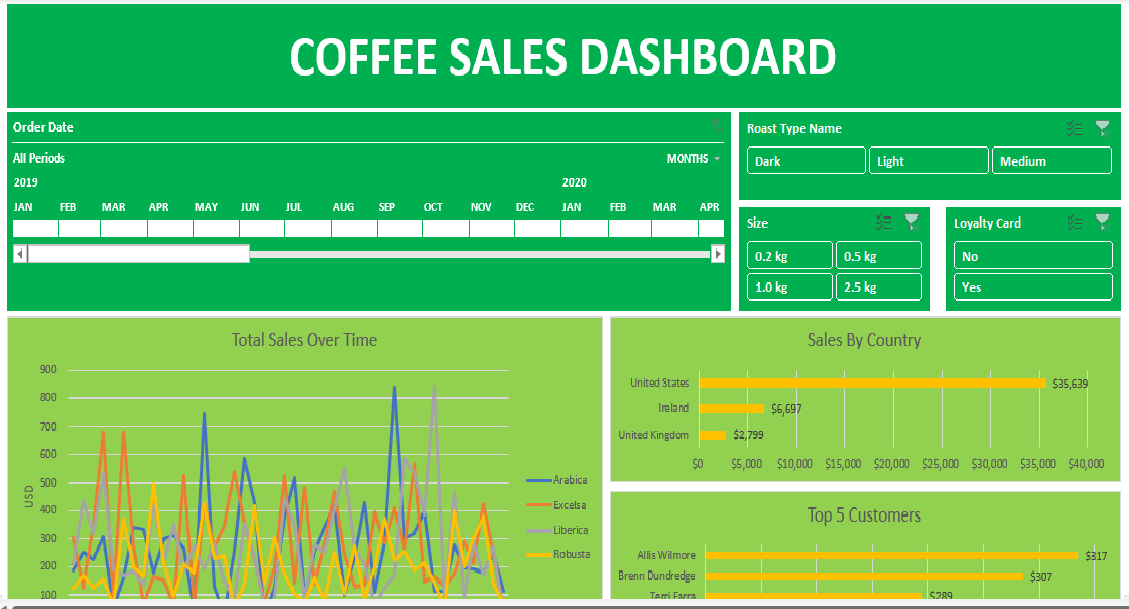 COFFEE SALES DASHBOARD
Order Date
All Periods
MONTHS
2019 2020
JAN FEB MAR APR MAY JUN JUL AUG SEP OCT NOV DEC JAN FEB MAR APR
Roast Type Name
Dark Light Medium
Size
0.2 kg 0.5 kg
1.0 kg 2.5 kg
Loyalty Card
No
Yes
Total Sales Over Time
900
800
700
600
500
400
300
200
100
USD
Arabica
Excelsa
Liberica
Robusta
Sales By Country
United States $35,639
Ireland $6,697
United Kingdom $2,799
$0 $5,000 $10,000 $15,000 $20,000 $25,000 $30,000 $35,000 $40,000
Top 5 Customers
Allis Wilmore $317
Brenn Dundredge $307
Terri Farra $289